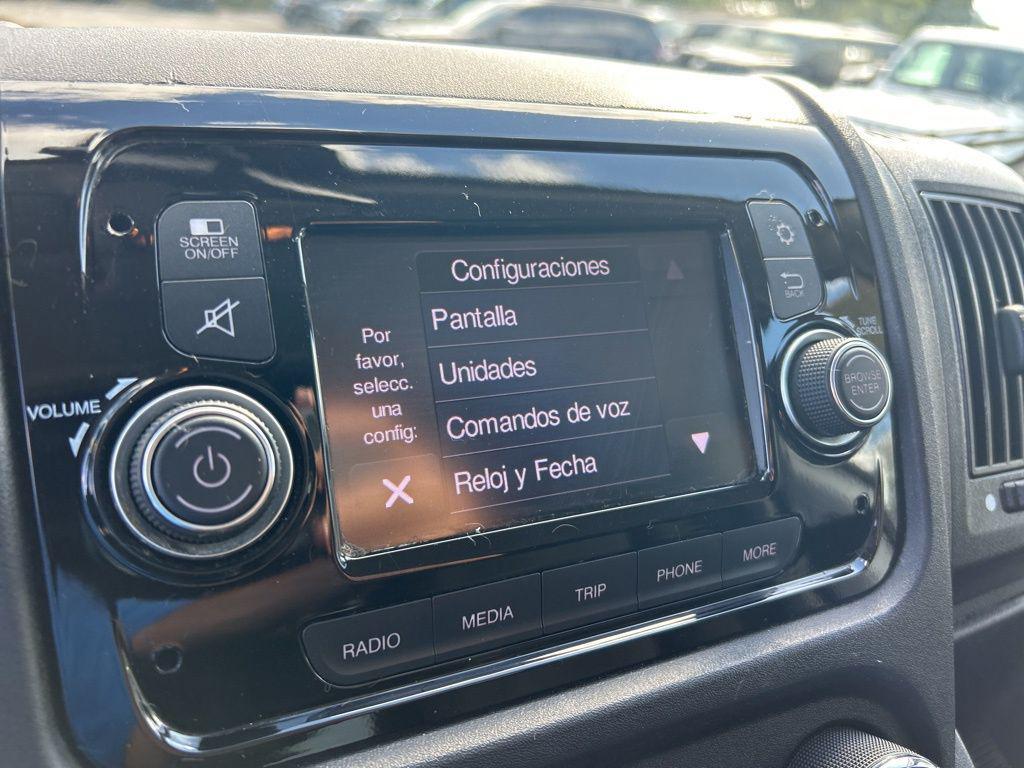 SCREEN
ON/OFF
VOLUME
Configuraciones
Por
favor,
selecc.
una
config:
Pantalla
Unidades
Comandos de voz
Reloj y Fecha
BACK
TUNE
SCROLL
BROWSE
ENTER
RADIO
MEDIA
TRIP
PHONE
MORE